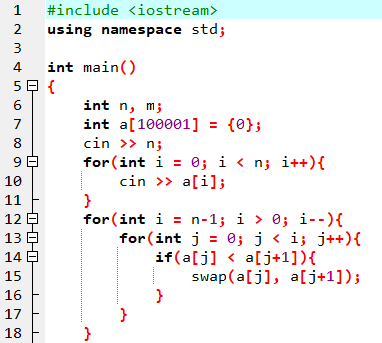 1 #include <iostream>
2 using namespace std;
3
4 int main()
5 {
6 int n, m;
7 int a[100001] = {0};
8 cin >> n;
9 for(int i = 0; i < n; i++){
10 cin >> a[i];
11 }
12 for(int i = n-1; i > 0; i--){
13 for(int j = 0; j < i; j++){
14 if(a[j] < a[j+1]){
15 swap(a[j], a[j+1]);
16 }
17 }
18 }